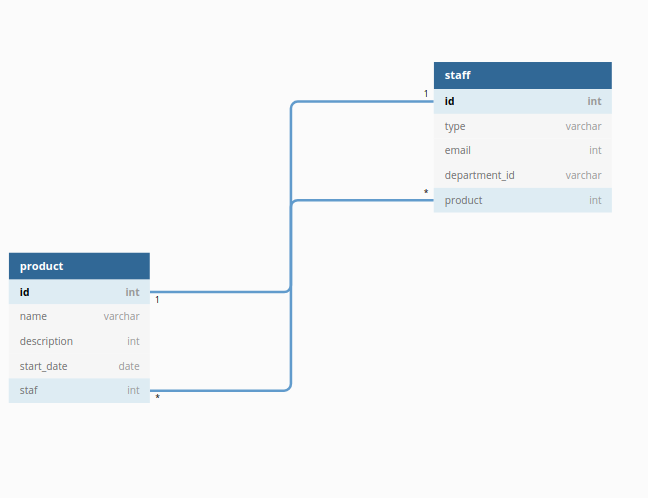 staff
1
id int
type varchar
email int
department_id varchar
* product int
product
id int
1
name varchar
description int
start_date date
staf int
*